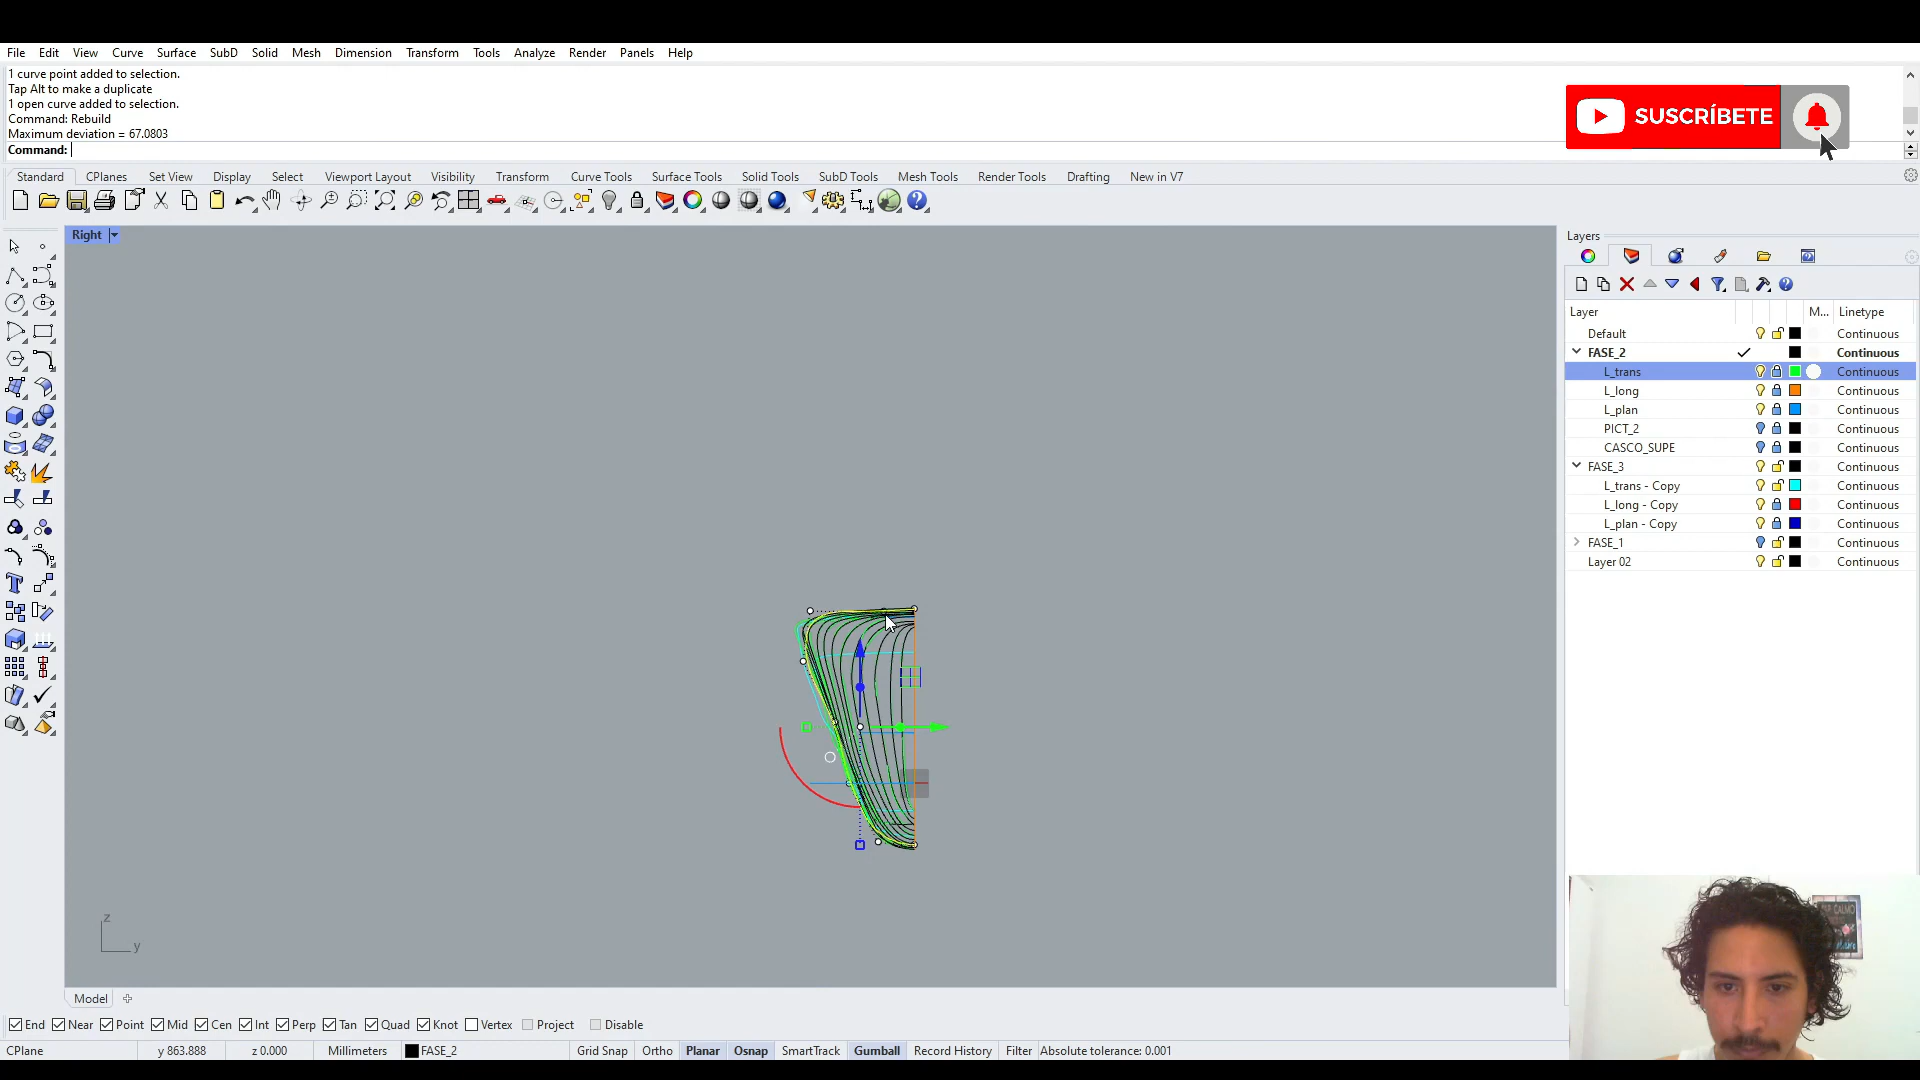 File Edit View Curve Surface SubD Solid Mesh Dimension Transform Tools Analyze Render Panels Help
1 curve point added to selection.
Tap Alt to make a duplicate
1 open curve added to selection.
Command: Rebuild
Maximum deviation = 67.0803
Command:
SUSCRÍBETE
Standard CPlanes Set View Display Select Viewport Layout Visibility Transform Curve Tools Surface Tools Solid Tools SubD Tools Mesh Tools Render Tools Drafting New in V7
Right
Layers
Layer M... Linetype
Default Continuous
FASE_2 Continuous
L_trans Continuous
L_long Continuous
L_plan Continuous
PICT_2 Continuous
CASCO_SUPE Continuous
FASE_3 Continuous
L_trans - Copy Continuous
L_long - Copy Continuous
L_plan - Copy Continuous
FASE_1 Continuous
Layer 02 Continuous
z
y
Model
End Near Point Mid Cen Int Perp Tan Quad Knot Vertex Project Disable
CPlane y 863.888 z 0.000 Millimeters FASE_2 Grid Snap Ortho Planar Osnap SmartTrack Gumball Record History Filter Absolute tolerance: 0.001